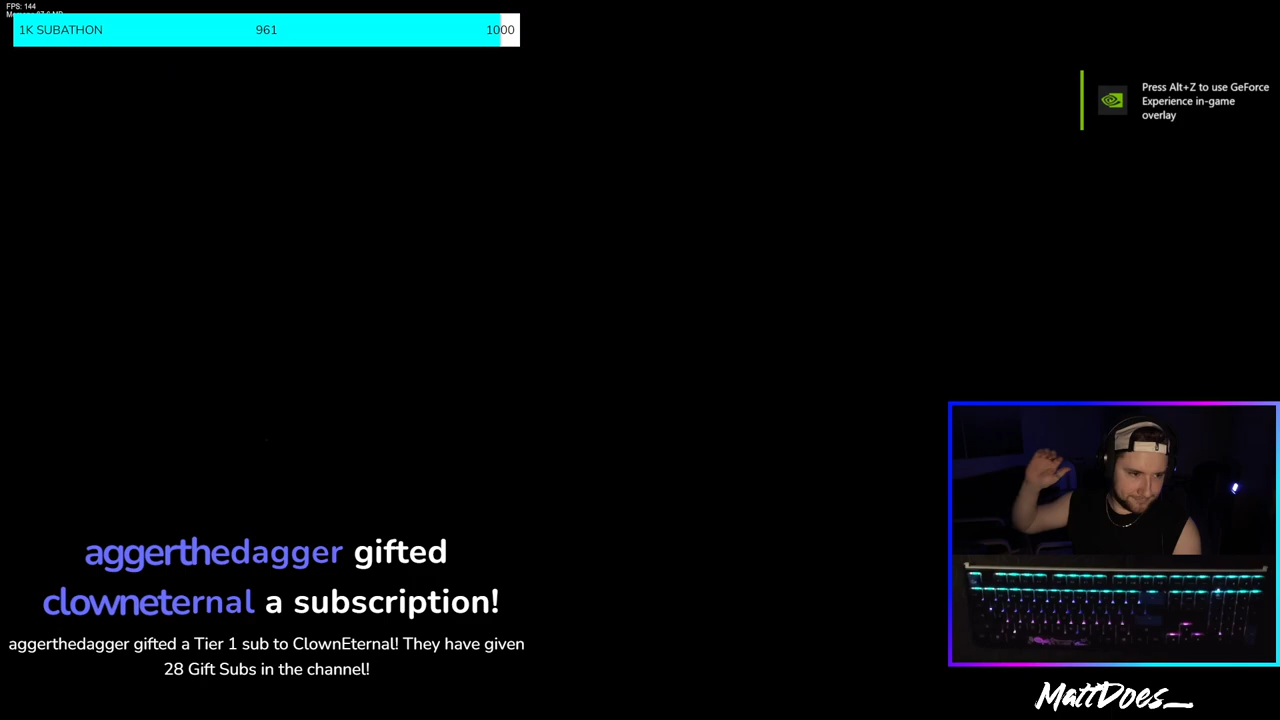 FPS: 144
1K SUBATHON 961 1000
Press Alt+Z to use GeForce
Experience in-game
overlay
aggerthedagger gifted
clowneternal a subscription!
aggerthedagger gifted a Tier 1 sub to ClownEternal! They have given
28 Gift Subs in the channel!
MattDoes_